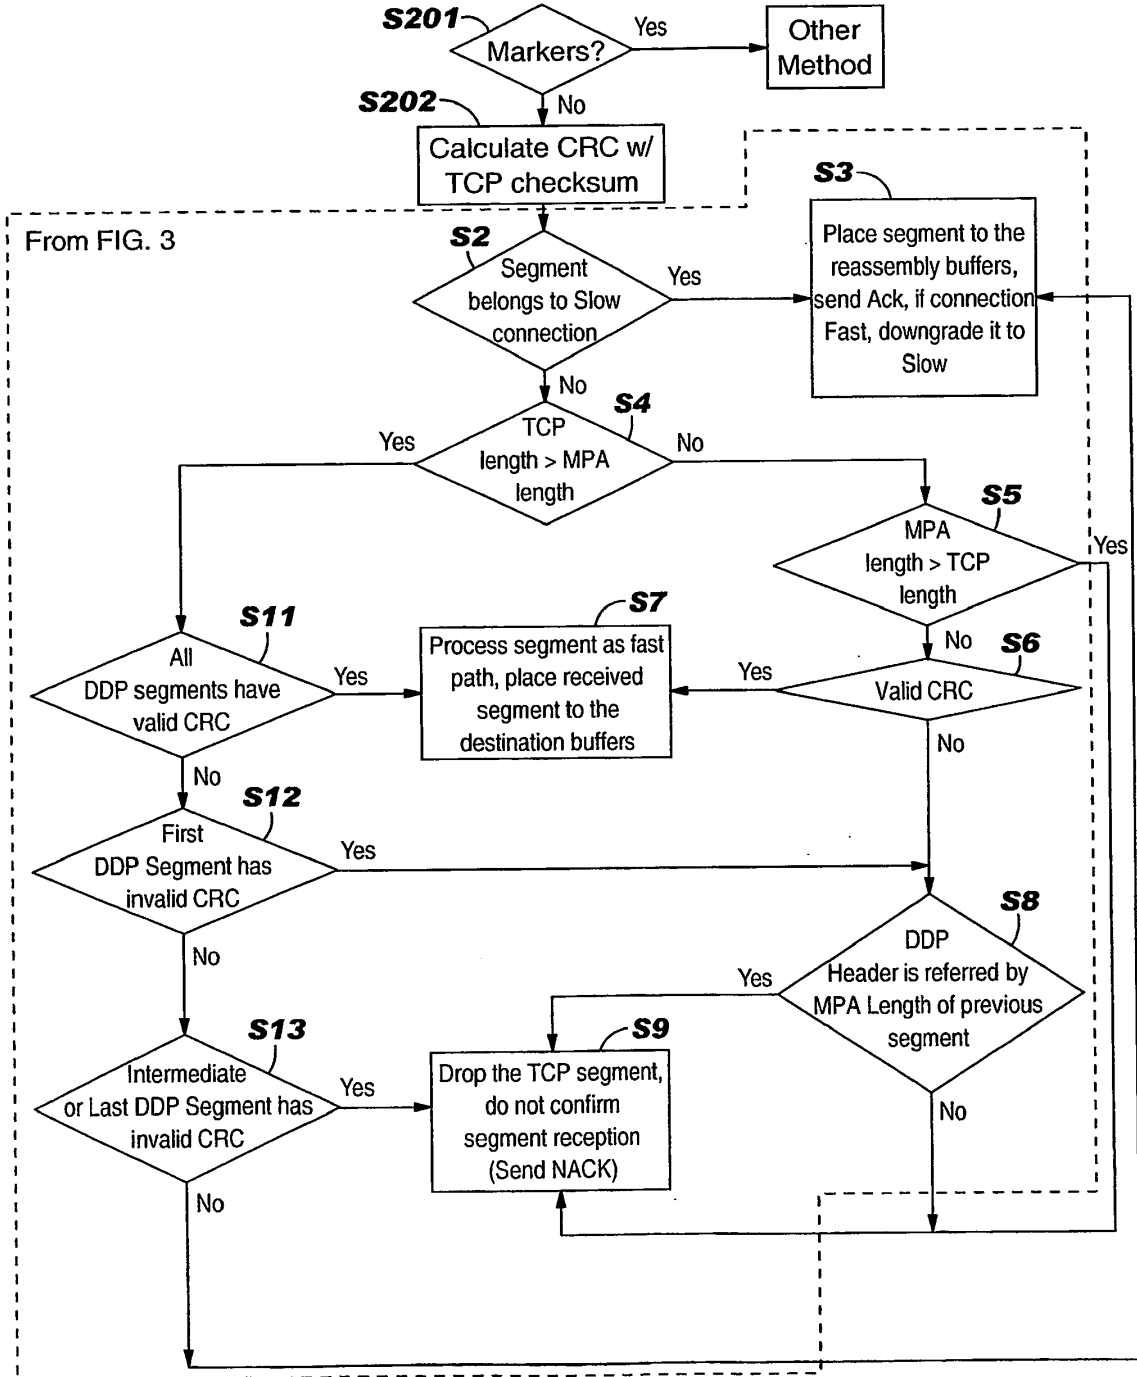 S201
Markers?
Yes
Other
Method
No
S202
Calculate CRC w/
TCP checksum
From FIG. 3
S2
Segment
belongs to Slow
connection
Yes
No
S3
Place segment to the
reassembly buffers,
send Ack, if connection
Fast, downgrade it to
Slow
S4
TCP
length > MPA
length
Yes
No
S5
MPA
length > TCP
length
Yes
No
S11
All
DDP segments have
valid CRC
Yes
No
S7
Process segment as fast
path, place received
segment to the
destination buffers
S6
Valid CRC
Yes
No
S12
First
DDP Segment has
invalid CRC
Yes
No
S8
DDP
Header is referred by
MPA Length of previous
segment
Yes
No
S13
Intermediate
or Last DDP Segment has
invalid CRC
Yes
No
S9
Drop the TCP segment,
do not confirm
segment reception
(Send NACK)